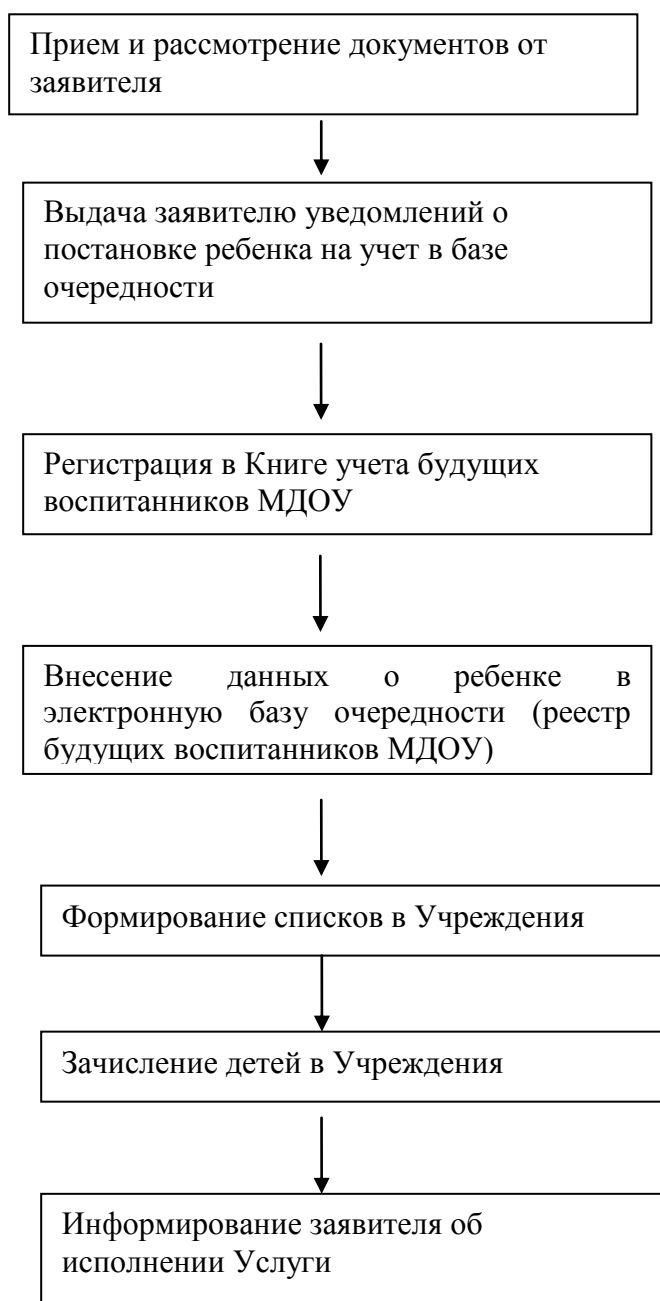 Прием и рассмотрение документов от
заявителя
Выдача заявителю уведомлений о
постановке ребенка на учет в базе
очередности
Регистрация в Книге учета будущих
воспитанников МДОУ
Внесение данных о ребенке в
электронную базу очередности (реестр
будущих воспитанников МДОУ)
Формирование списков в Учреждения
Зачисление детей в Учреждения
Информирование заявителя об
исполнении Услуги